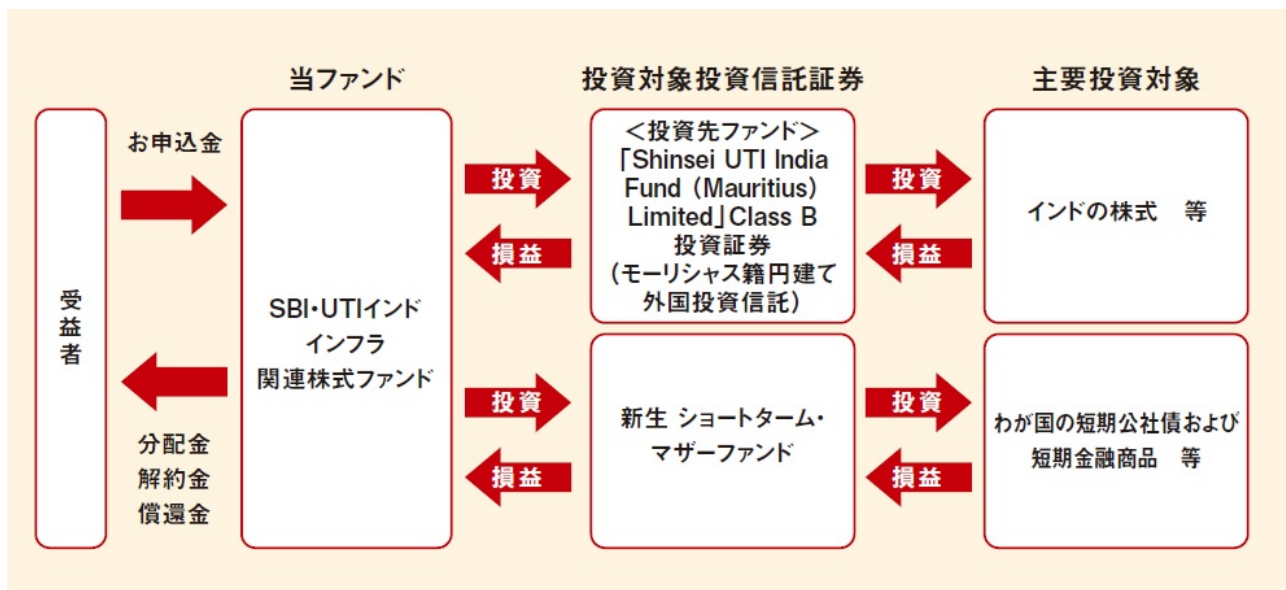 当ファンド
投資対象投資信託証券
主要投資対象
受益者
お申込金
分配金
解約金
償還金
SBI・UTIインド
インフラ
関連株式ファンド
投資
損益
<投資先ファンド>
「Shinsei UTI India
Fund (Mauritius)
Limited」Class B
投資証券
(モーリシャス籍円建て
外国投資信託)
投資
損益
インドの株式 等
投資
損益
新生 ショートターム・
マザーファンド
投資
損益
わが国の短期公社債および
短期金融商品 等